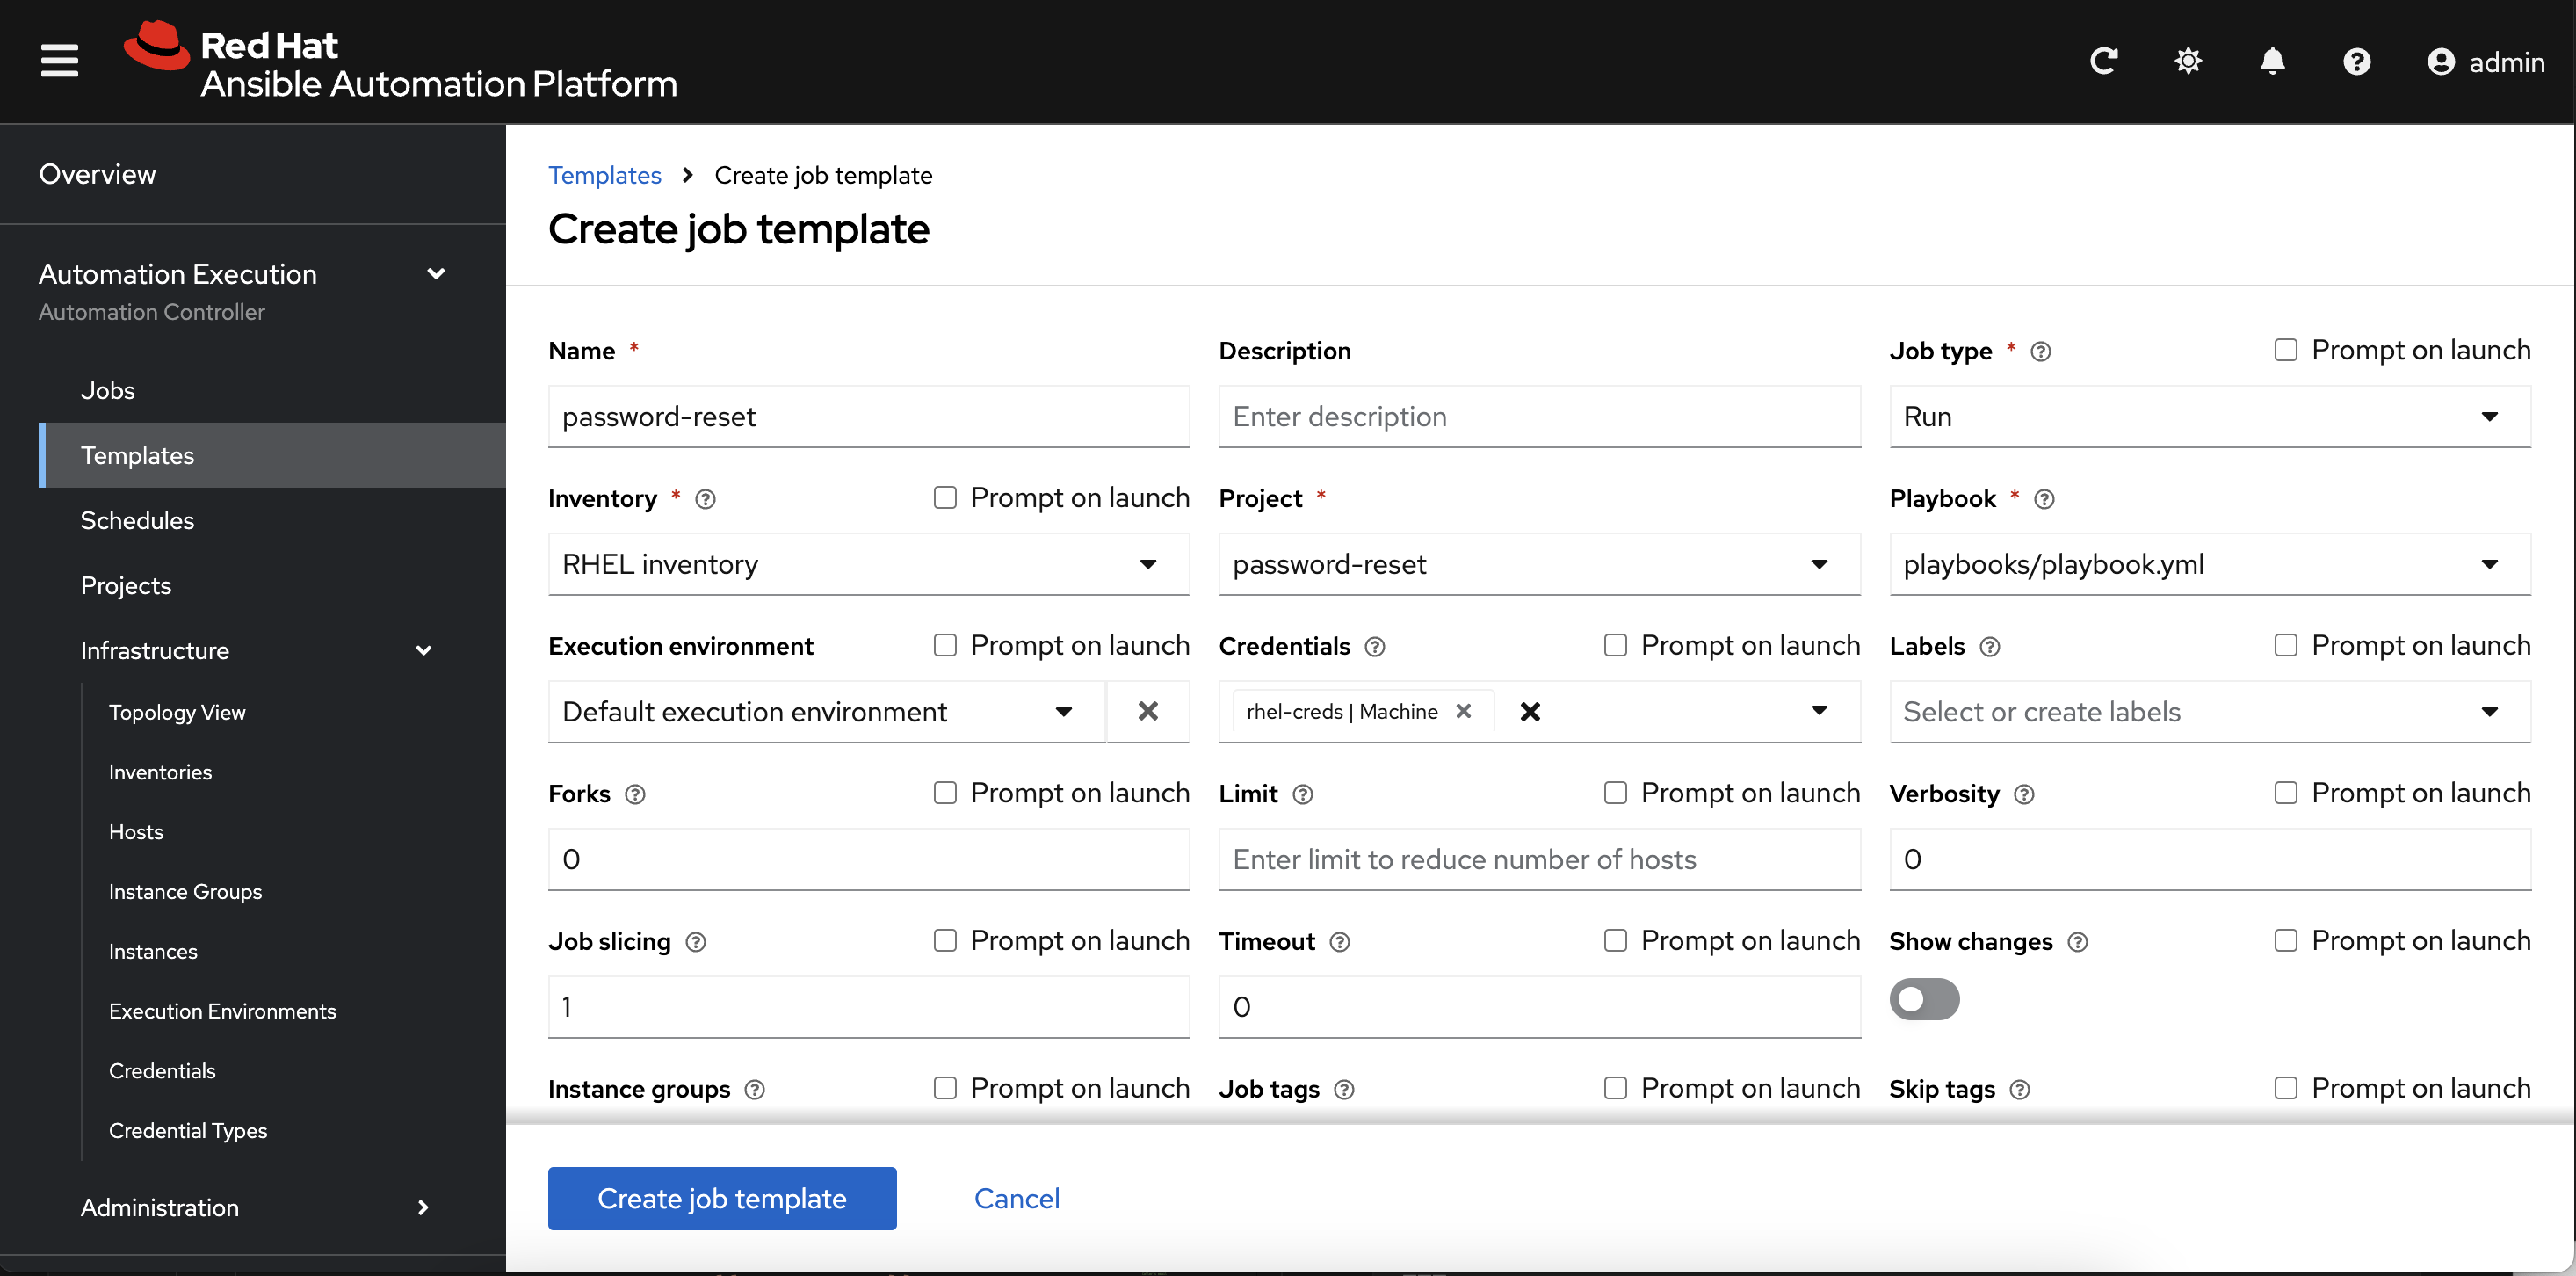 Red Hat
Ansible Automation Platform
admin
Overview
Automation Execution
Automation Controller
Jobs
Templates
Schedules
Projects
Infrastructure
Topology View
Inventories
Hosts
Instance Groups
Instances
Execution Environments
Credentials
Credential Types
Administration
Templates Create job template
Create job template
Name *
password-reset
Description
Enter description
Job type * Prompt on launch
Run
Inventory * Prompt on launch
RHEL inventory
Project *
password-reset
Playbook *
playbooks/playbook.yml
Execution environment Prompt on launch
Default execution environment
Credentials Prompt on launch
rhel-creds | Machine
Labels Prompt on launch
Select or create labels
Forks Prompt on launch
0
Limit Prompt on launch
Enter limit to reduce number of hosts
Verbosity Prompt on launch
0
Job slicing Prompt on launch
1
Timeout Prompt on launch
0
Show changes Prompt on launch
Instance groups Prompt on launch
Job tags Prompt on launch
Skip tags Prompt on launch
Create job template
Cancel